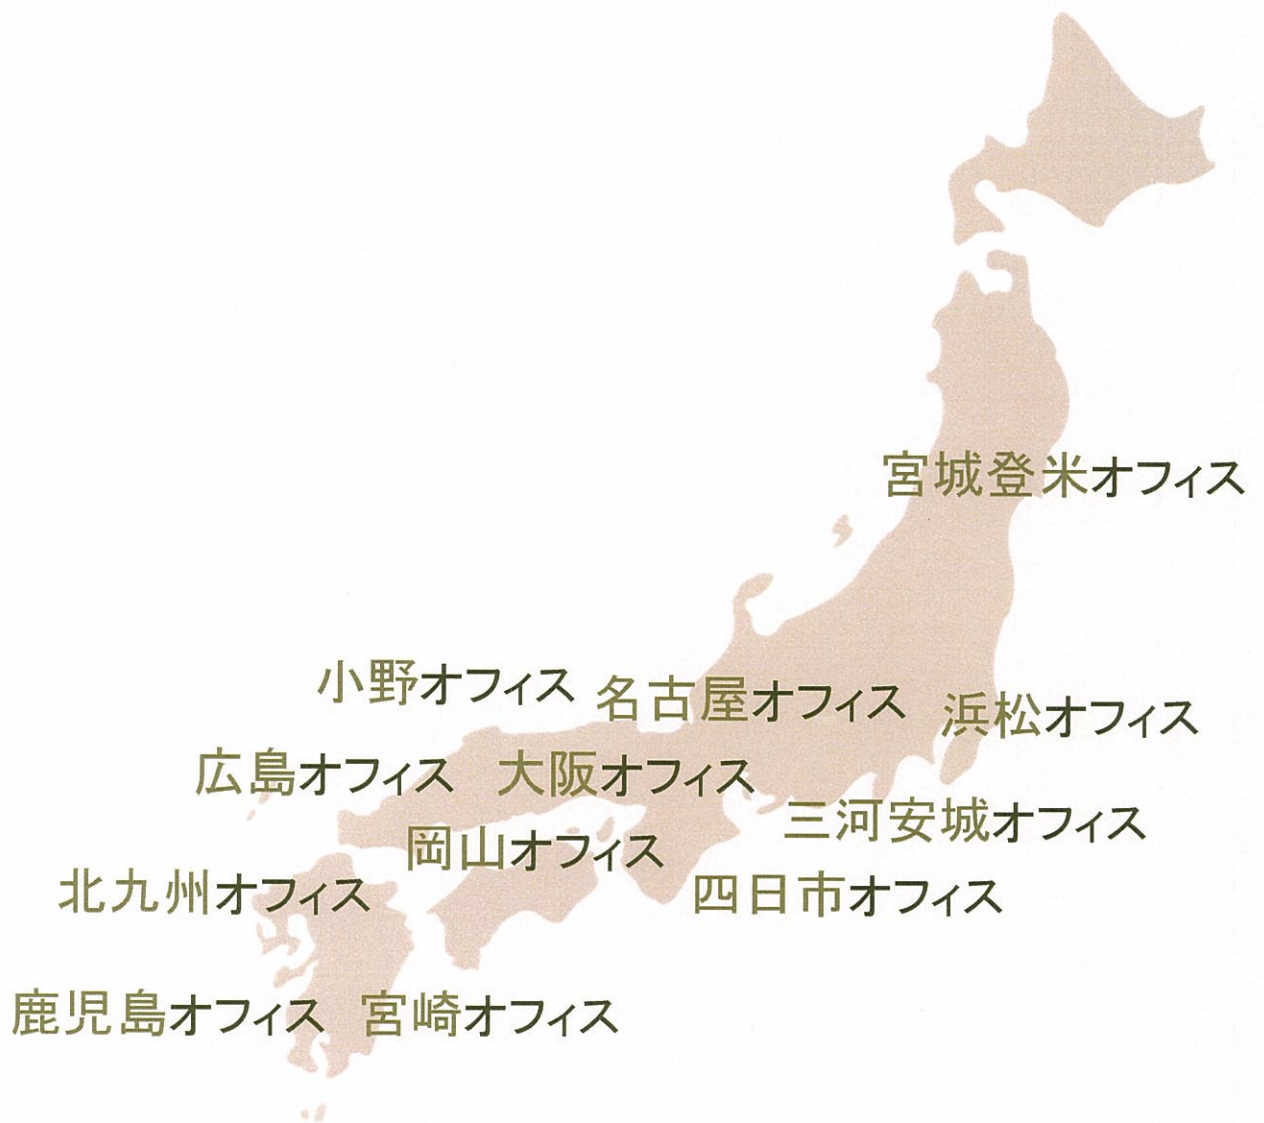 宮城登米オフィス
小野オフィス
名古屋オフィス
浜松オフィス
広島オフィス
大阪オフィス
三河安城オフィス
岡山オフィス
北九州オフィス
四日市オフィス
鹿児島オフィス
宮崎オフィス